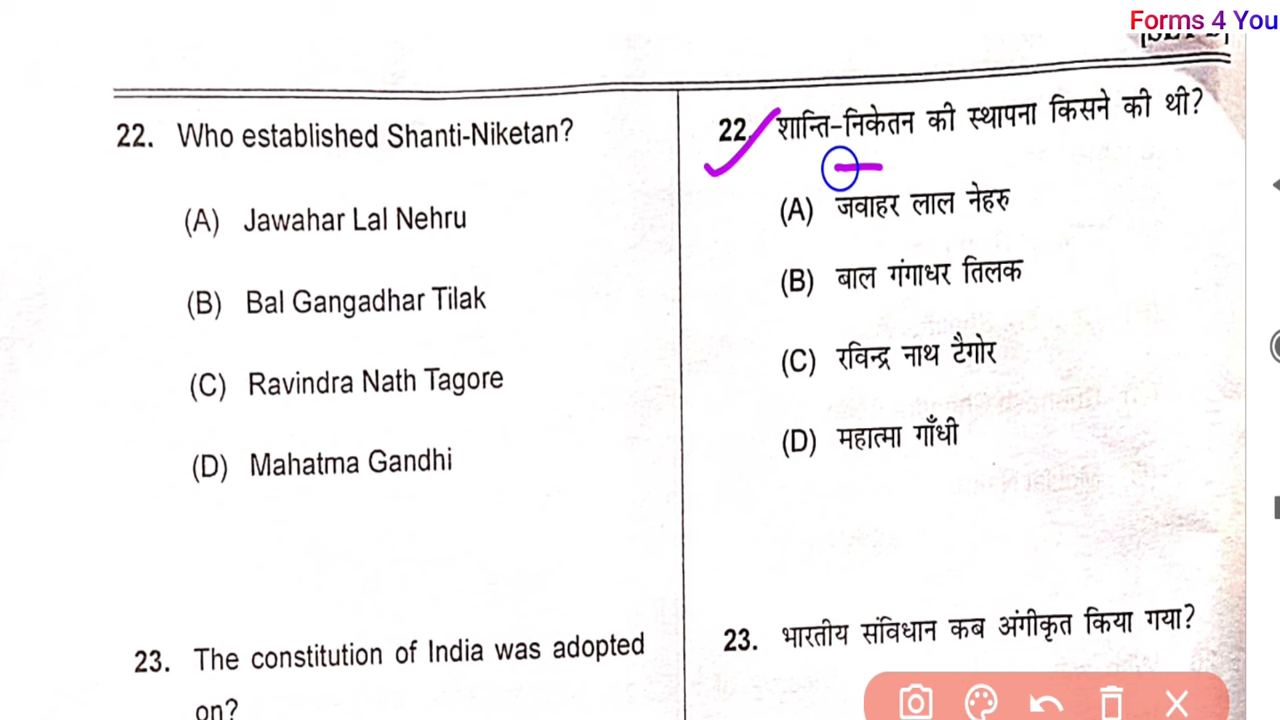 Forms 4 You
22. Who established Shanti-Niketan?
(A) Jawahar Lal Nehru
(B) Bal Gangadhar Tilak
(C) Ravindra Nath Tagore
(D) Mahatma Gandhi
23. The constitution of India was adopted
on?
22. शान्ति-निकेतन की स्थापना किसने की थी?
(A) जवाहर लाल नेहरु
(B) बाल गंगाधर तिलक
(C) रविन्द्र नाथ टैगोर
(D) महात्मा गाँधी
23. भारतीय संविधान कब अंगीकृत किया गया?